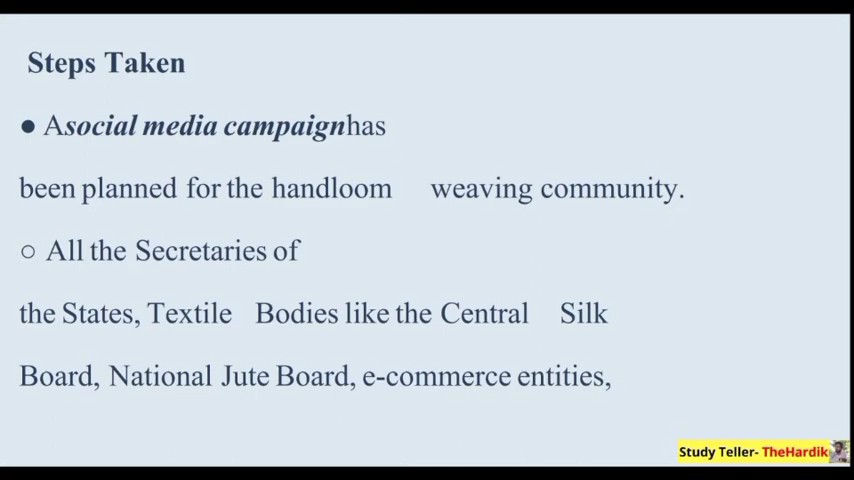 Steps Taken
● Asocial media campaignhas
been planned for the handloom weaving community.
○ All the Secretaries of
the States, Textile Bodies like the Central Silk
Board, National Jute Board, e-commerce entities,
Study Teller- TheHardik